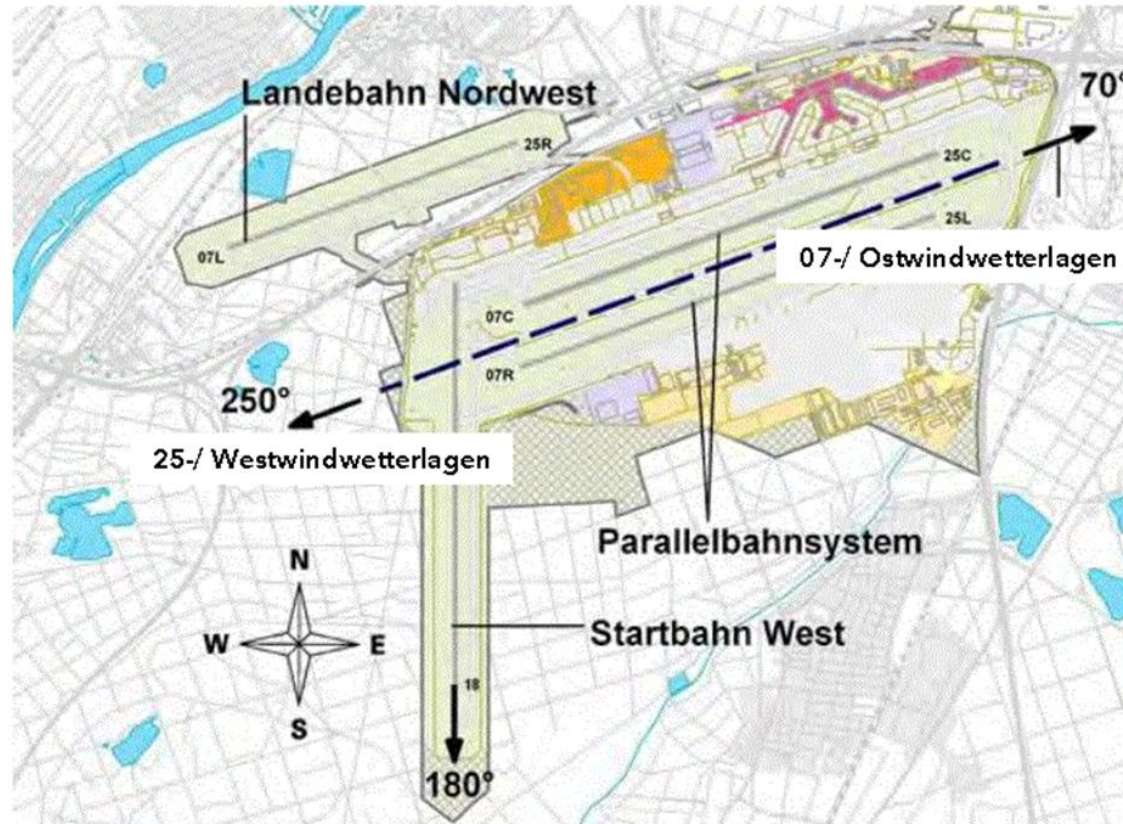 70°
Landebahn Nordwest
25R
25C
25L
07L
07-/ Ostwindwetterlagen
07C
07R
250°
25-/ Westwindwetterlagen
Parallelbahnsystem
N
W
E
S
Startbahn West
18
180°